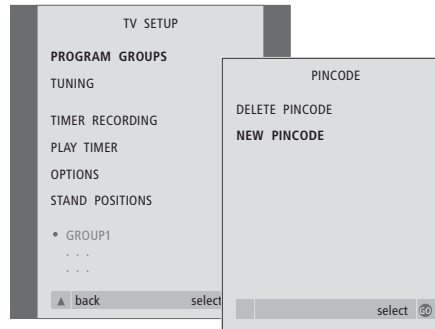 TV SETUP
PROGRAM GROUPS
TUNING
TIMER RECORDING
PLAY TIMER
OPTIONS
STAND POSITIONS
• GROUP1
. . .
. . .
▲ back select
PINCODE
DELETE PINCODE
NEW PINCODE
select GO